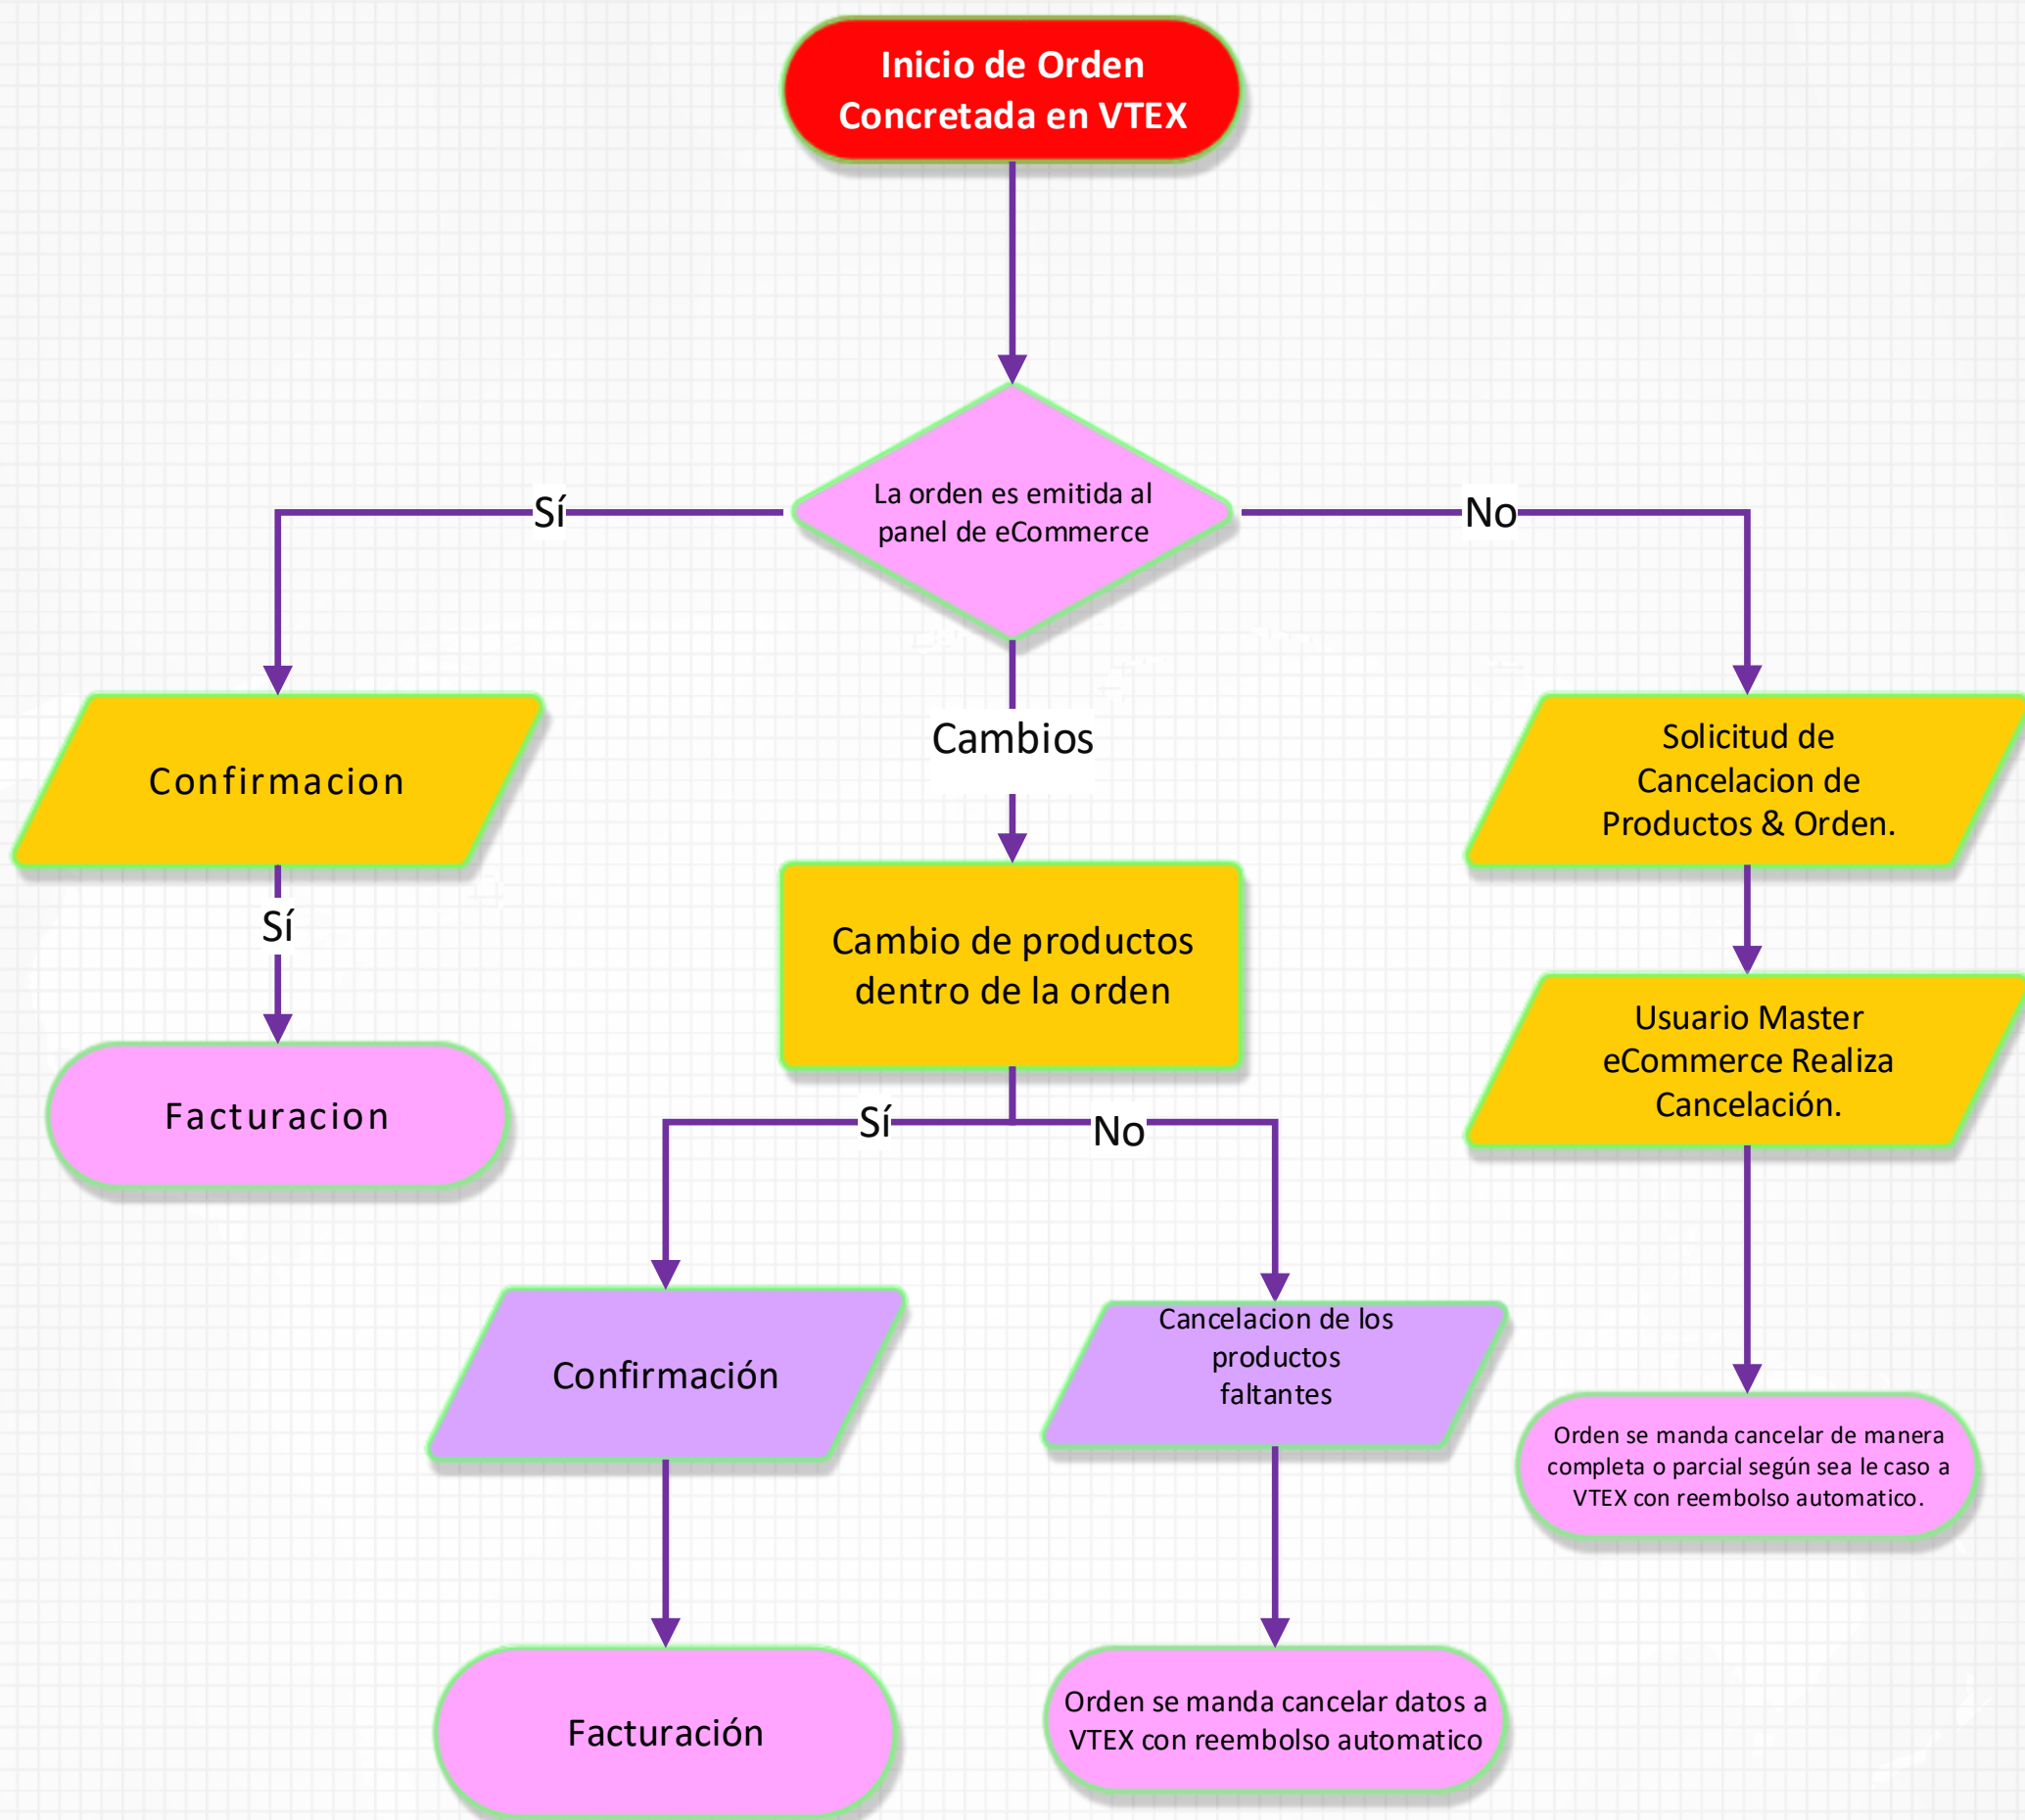 Inicio de Orden
Concretada en VTEX
La orden es emitida al
panel de eCommerce
Sí
No
Cambios
Confirmacion
Solicitud de
Cancelacion de
Productos & Orden.
Sí
Cambio de productos
dentro de la orden
Usuario Master
eCommerce Realiza
Cancelación.
Facturacion
Sí
No
Confirmación
Cancelacion de los
productos
faltantes
Orden se manda cancelar de manera
completa o parcial según sea le caso a
VTEX con reembolso automatico.
Facturación
Orden se manda cancelar datos a
VTEX con reembolso automatico